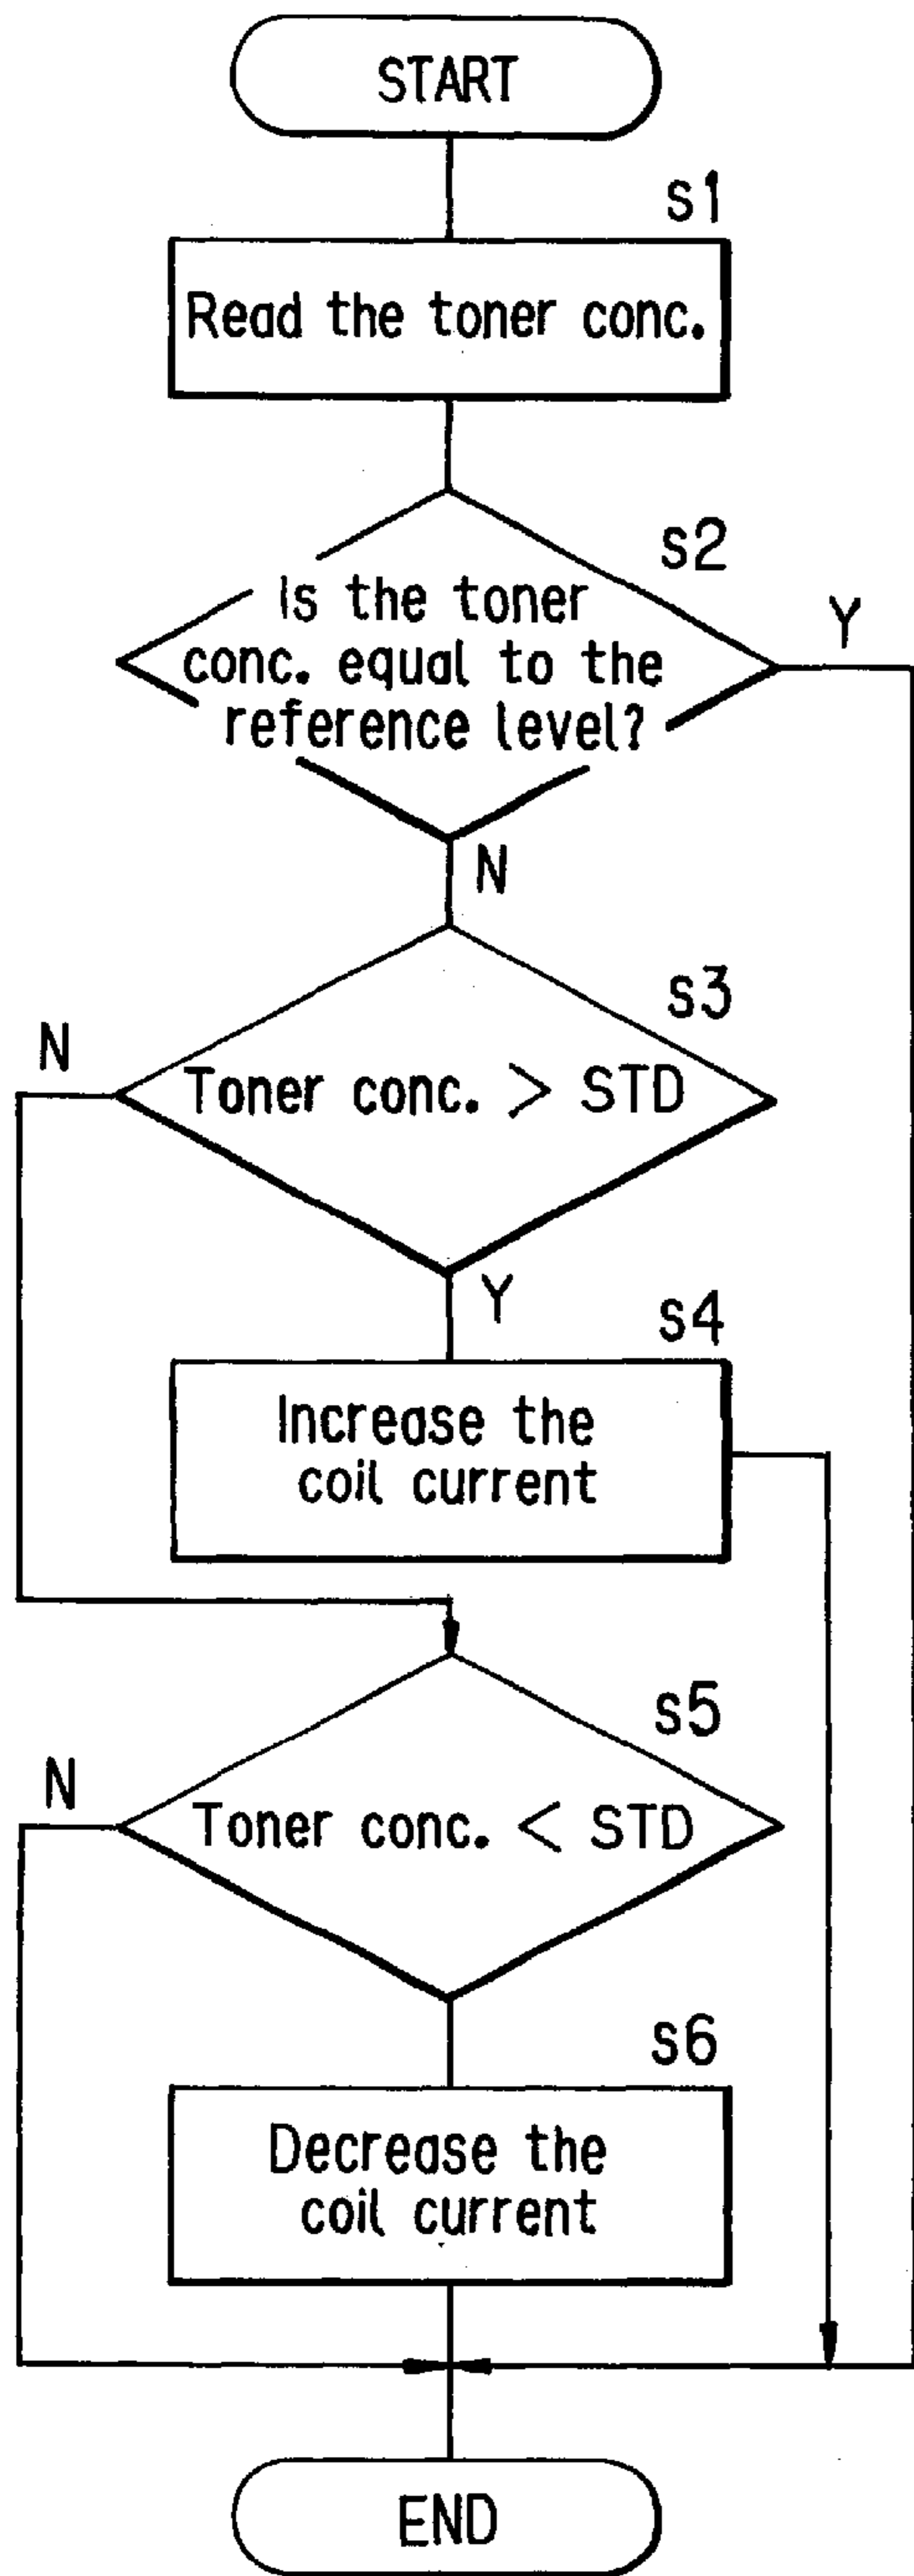 START
s1
Read the toner conc.
s2
Is the toner
conc. equal to the
reference level?
Y
N
s3
N
Toner conc. > STD
Y
s4
Increase the
coil current
s5
N
Toner conc. < STD
s6
Decrease the
coil current
END